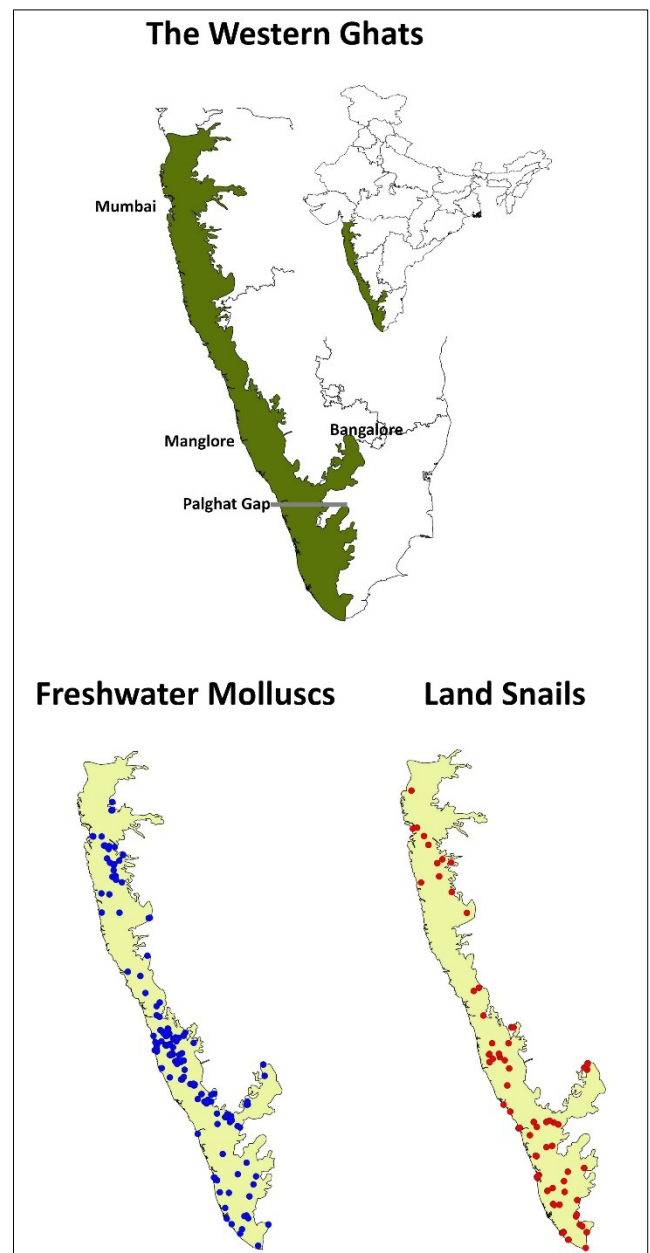 The Western Ghats
Mumbai
Manglore
Bangalore
Palghat Gap
Freshwater Molluscs
Land Snails